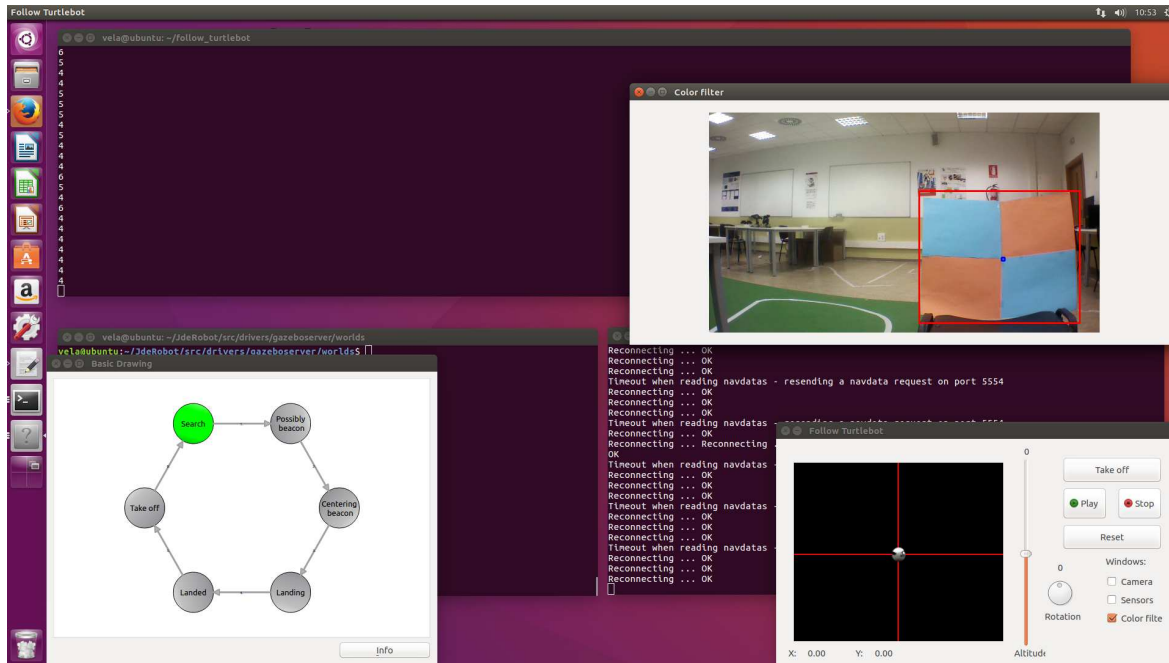 Follow Turtlebot
10:53
vela@ubuntu: ~/follow_turtlebot
6
5
4
4
5
5
5
4
5
4
4
4
6
5
4
6
4
4
4
4
4
4
4
Color filter
vela@ubuntu: ~/JdeRobot/src/drivers/gazeboserver/worlds
vela@ubuntu:~/JdeRobot/src/drivers/gazeboserver/worlds$
Basic Drawing
Search
Possibly
beacon
Take off
Centering
beacon
Landed
Landing
Info
Reconnecting ... OK
Reconnecting ... OK
Reconnecting ... OK
Timeout when reading navdatas - resending a navdata request on port 5554
Reconnecting ... OK
Reconnecting ... OK
Reconnecting ... OK
Timeout when reading navdatas - resending a navdata request on port 5554
Reconnecting ... OK
Reconnecting ... Reconnecting .
OK
Timeout when reading navdatas -
Reconnecting ... OK
Reconnecting ... OK
Reconnecting ... OK
Timeout when reading navdatas -
Reconnecting ... OK
Reconnecting ... OK
Reconnecting ... OK
Timeout when reading navdatas -
Reconnecting ... OK
Reconnecting ... OK
Reconnecting ... OK
Follow Turtlebot
0
Take off
Play
Stop
Reset
0
Windows:
Camera
Sensors
Rotation
Color filte
X: 0.00 Y: 0.00
Altitude